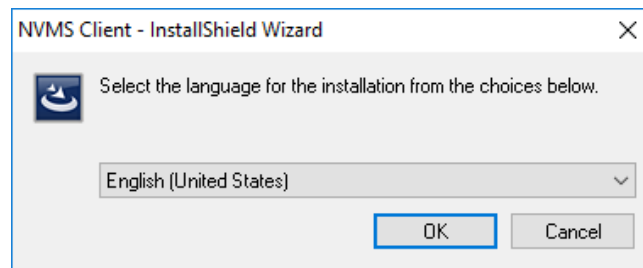 NVMS Client - InstallShield Wizard
Select the language for the installation from the choices below.
English (United States)
OK
Cancel